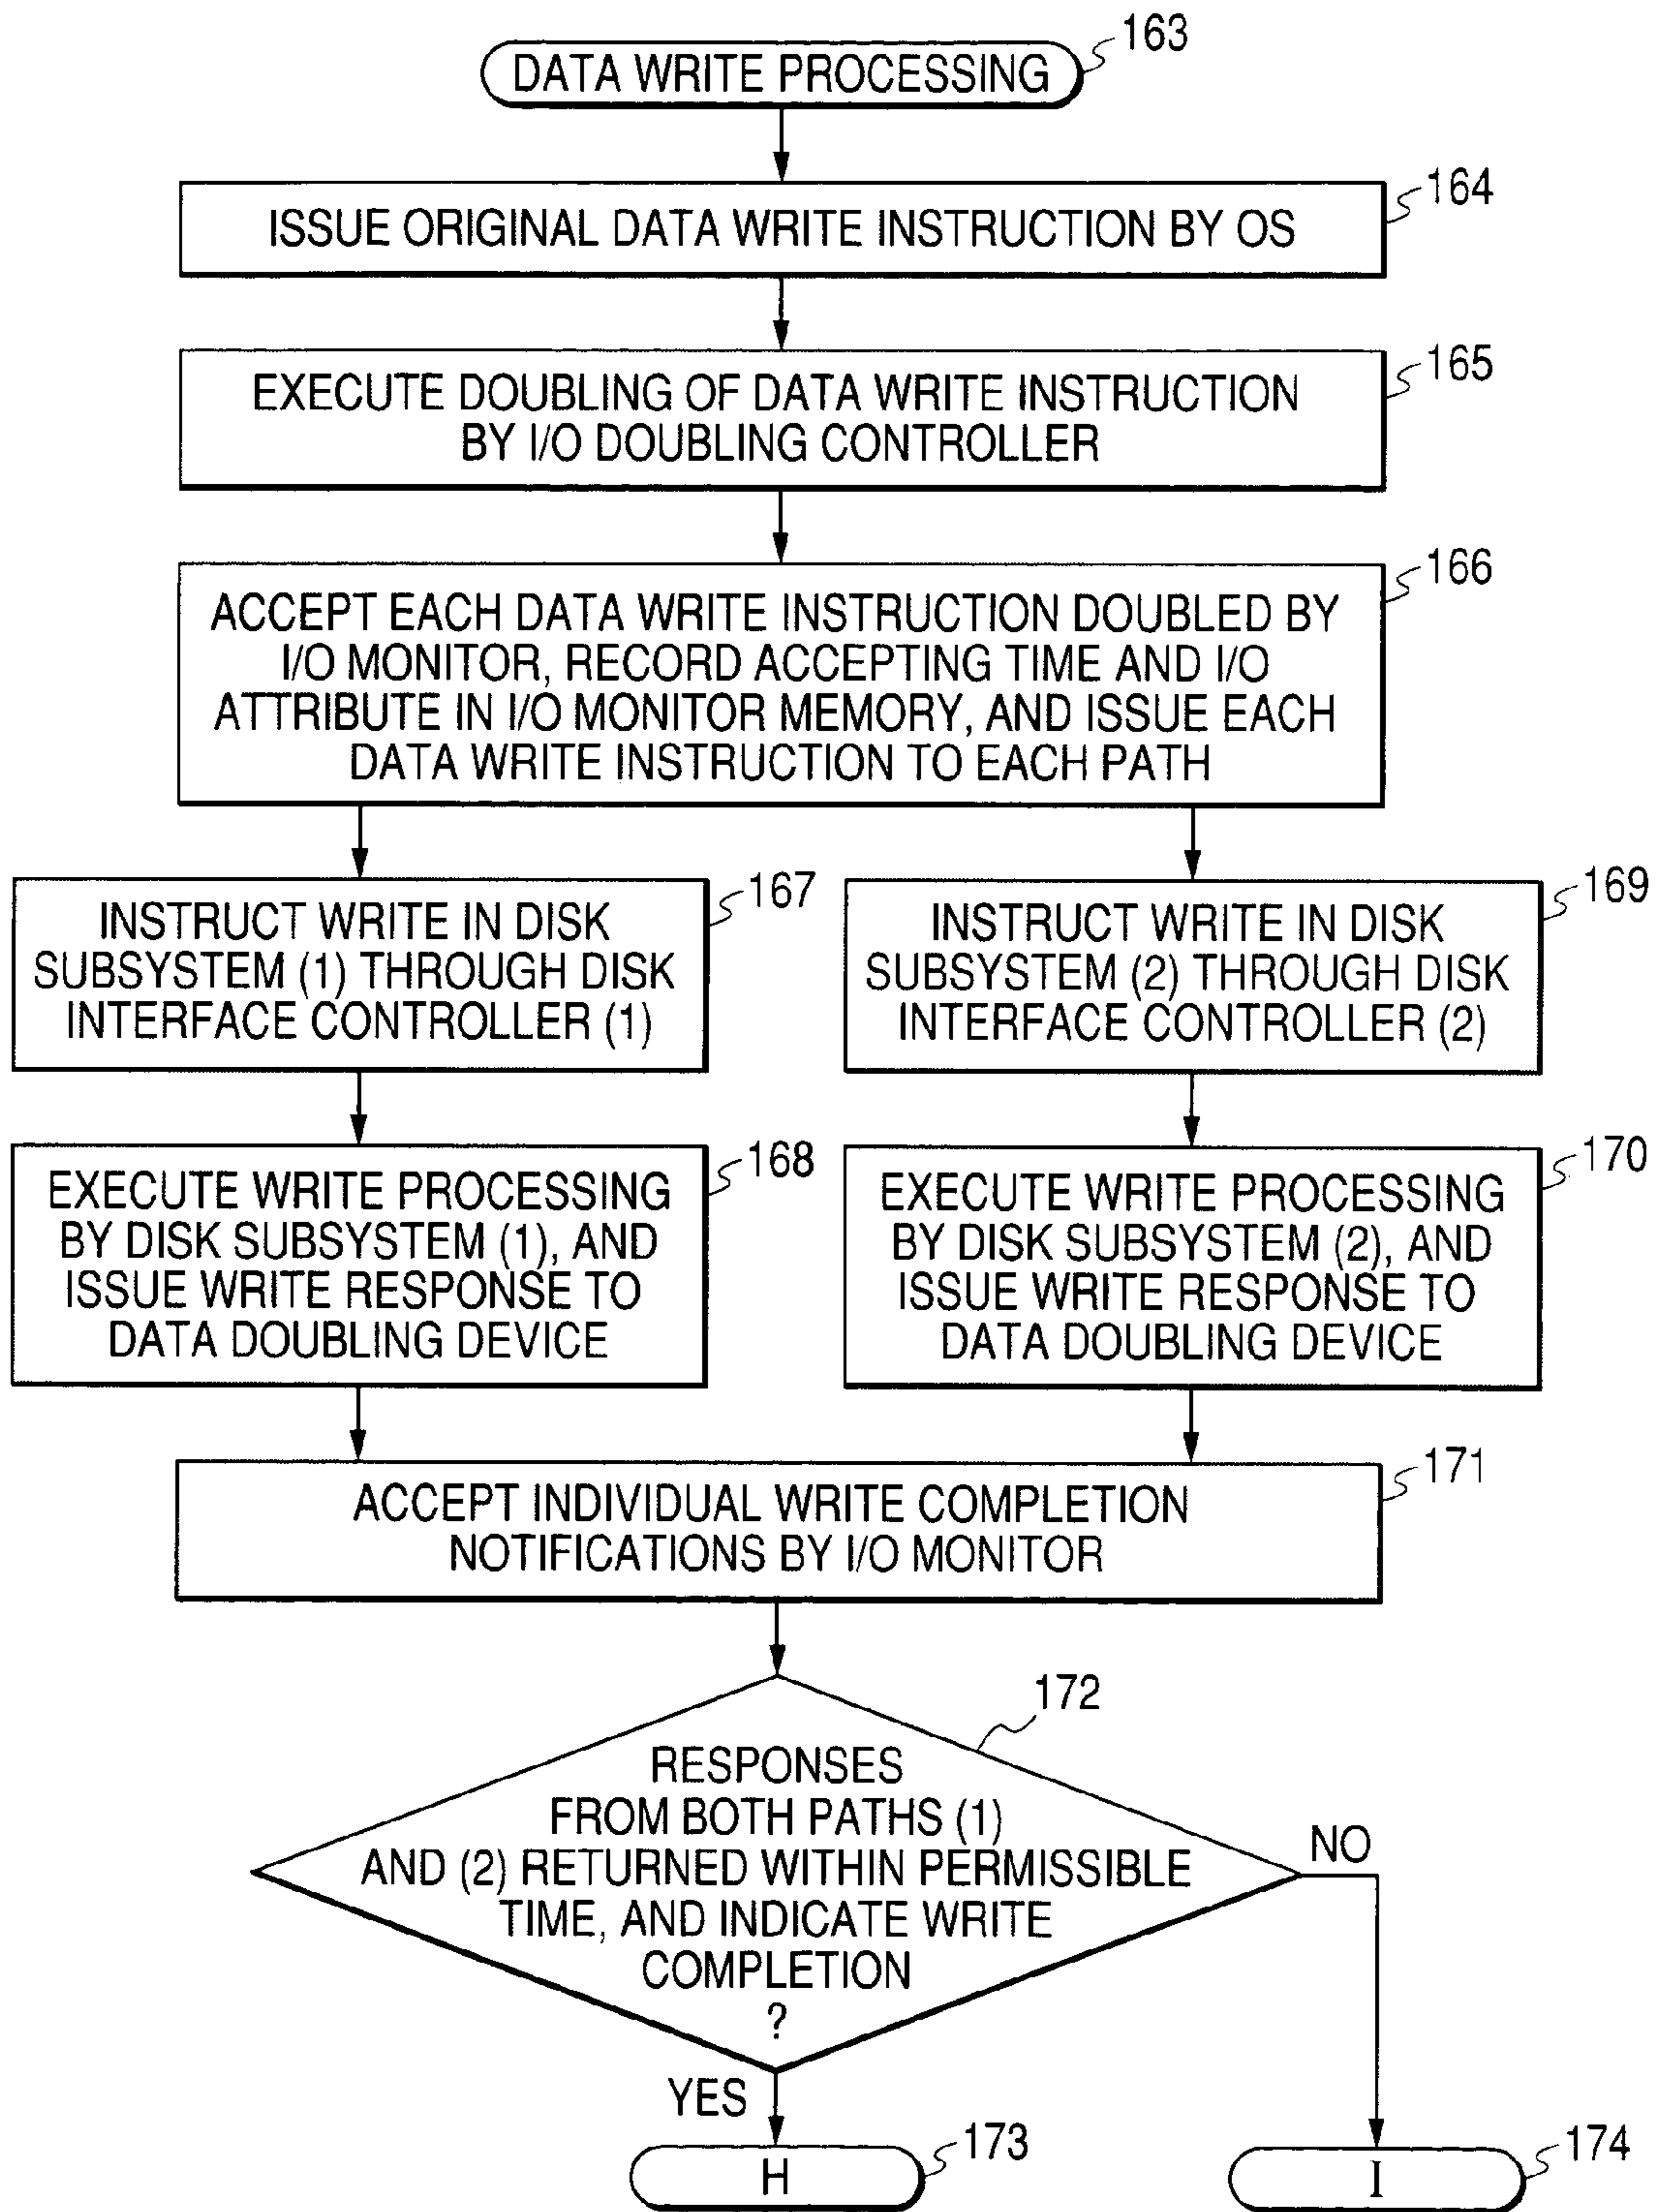 DATA WRITE PROCESSING
163
ISSUE ORIGINAL DATA WRITE INSTRUCTION BY OS
164
EXECUTE DOUBLING OF DATA WRITE INSTRUCTION
BY I/O DOUBLING CONTROLLER
165
ACCEPT EACH DATA WRITE INSTRUCTION DOUBLED BY
I/O MONITOR, RECORD ACCEPTING TIME AND I/O
ATTRIBUTE IN I/O MONITOR MEMORY, AND ISSUE EACH
DATA WRITE INSTRUCTION TO EACH PATH
166
INSTRUCT WRITE IN DISK
SUBSYSTEM (1) THROUGH DISK
INTERFACE CONTROLLER (1)
167
INSTRUCT WRITE IN DISK
SUBSYSTEM (2) THROUGH DISK
INTERFACE CONTROLLER (2)
169
EXECUTE WRITE PROCESSING
BY DISK SUBSYSTEM (1), AND
ISSUE WRITE RESPONSE TO
DATA DOUBLING DEVICE
168
EXECUTE WRITE PROCESSING
BY DISK SUBSYSTEM (2), AND
ISSUE WRITE RESPONSE TO
DATA DOUBLING DEVICE
170
ACCEPT INDIVIDUAL WRITE COMPLETION
NOTIFICATIONS BY I/O MONITOR
171
172
RESPONSES
FROM BOTH PATHS (1)
AND (2) RETURNED WITHIN PERMISSIBLE
TIME, AND INDICATE WRITE
COMPLETION
?
NO
YES
H
173
I
174